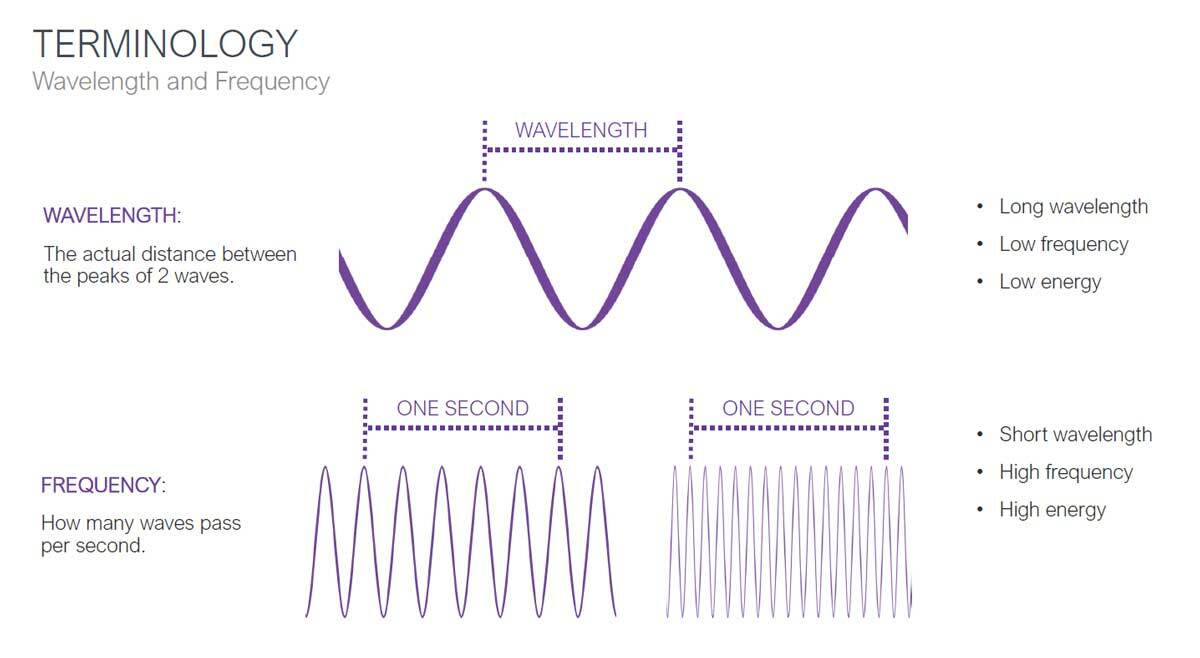 TERMINOLOGY
Wavelength and Frequency
WAVELENGTH
WAVELENGTH:
The actual distance between
the peaks of 2 waves.
• Long wavelength
• Low frequency
• Low energy
ONE SECOND
ONE SECOND
FREQUENCY:
How many waves pass
per second.
• Short wavelength
• High frequency
• High energy